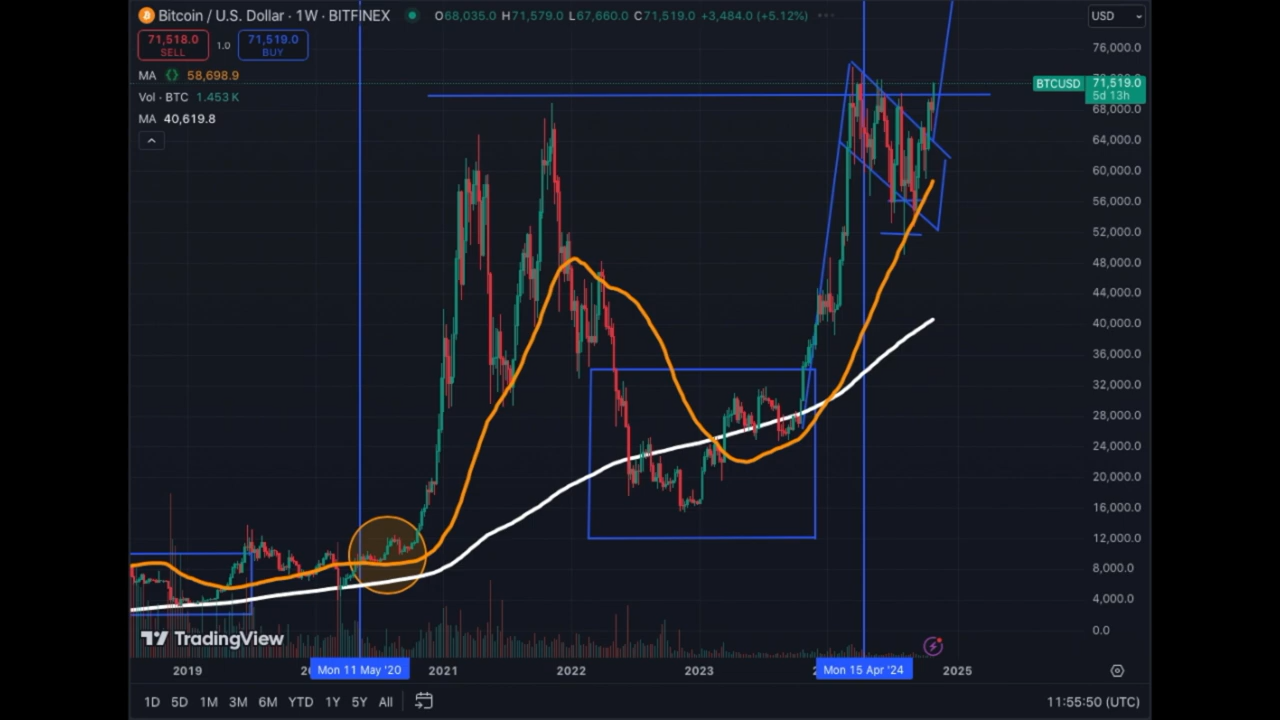 Bitcoin / U.S. Dollar · 1W · BITFINEX O68,035.0 H71,579.0 L67,660.0 C71,519.0 +3,484.0 (+5.12%)
USD
71,518.0 1.0 71,519.0
SELL BUY
MA 58,698.9
Vol · BTC 1.453 K
MA 40,619.8
76,000.0
BTCUSD 71,519.0
5d 13h
68,000.0
64,000.0
60,000.0
56,000.0
52,000.0
48,000.0
44,000.0
40,000.0
36,000.0
32,000.0
28,000.0
24,000.0
20,000.0
16,000.0
12,000.0
8,000.0
4,000.0
0.0
TradingView
2019 Mon 11 May '20 2021 2022 2023 Mon 15 Apr '24 2025
1D 5D 1M 3M 6M YTD 1Y 5Y All 11:55:50 (UTC)